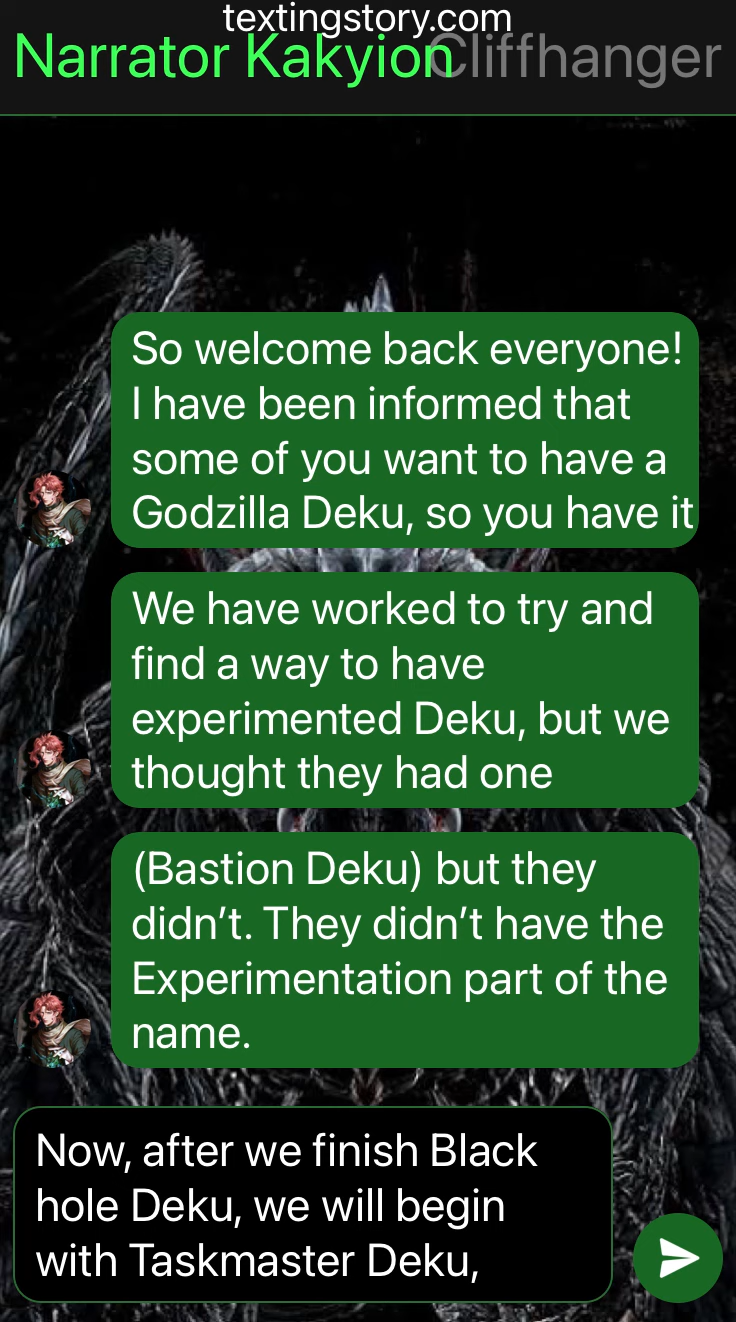 textingstory.com
Narrator Kakyion Cliffhanger
So welcome back everyone!
I have been informed that
some of you want to have a
Godzilla Deku, so you have it
We have worked to try and
find a way to have
experimented Deku, but we
thought they had one
(Bastion Deku) but they
didn’t. They didn’t have the
Experimentation part of the
name.
Now, after we finish Black
hole Deku, we will begin
with Taskmaster Deku,